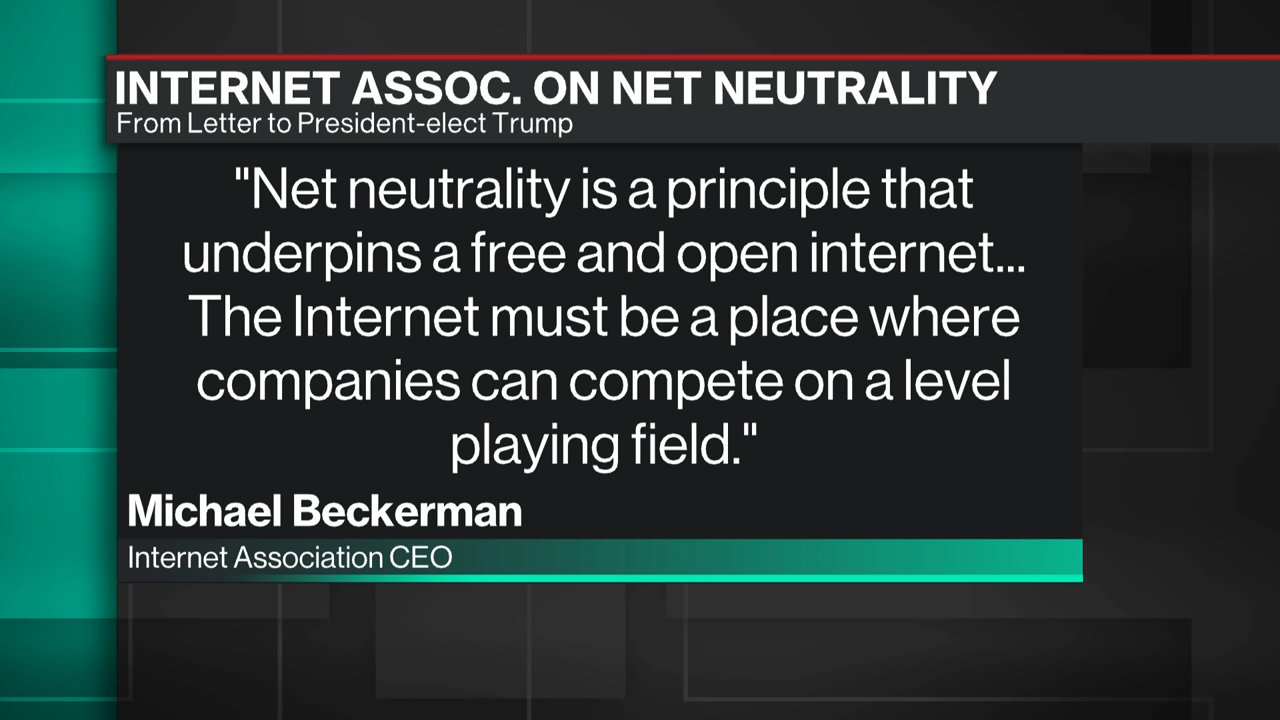 INTERNET ASSOC. ON NET NEUTRALITY
From Letter to President-elect Trump
"Net neutrality is a principle that
underpins a free and open internet...
The Internet must be a place where
companies can compete on a level
playing field."
Michael Beckerman
Internet Association CEO